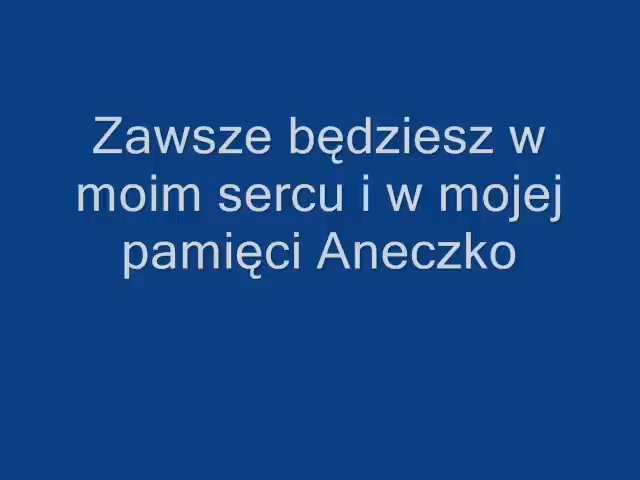 Zawsze będziesz w
moim sercu i w mojej
pamięci Aneczko